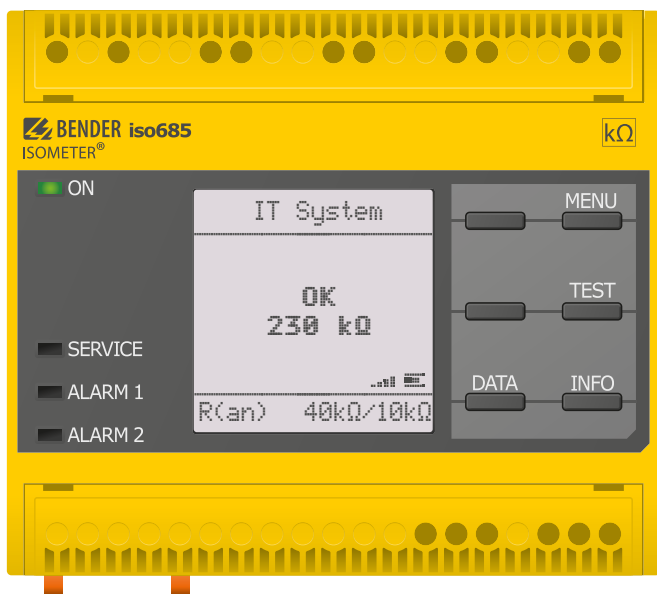 BENDER iso685
ISOMETER®
kΩ
ON
SERVICE
ALARM 1
ALARM 2
IT System
OK
230 kΩ
R(an) 40kΩ/10kΩ
MENU
TEST
DATA INFO